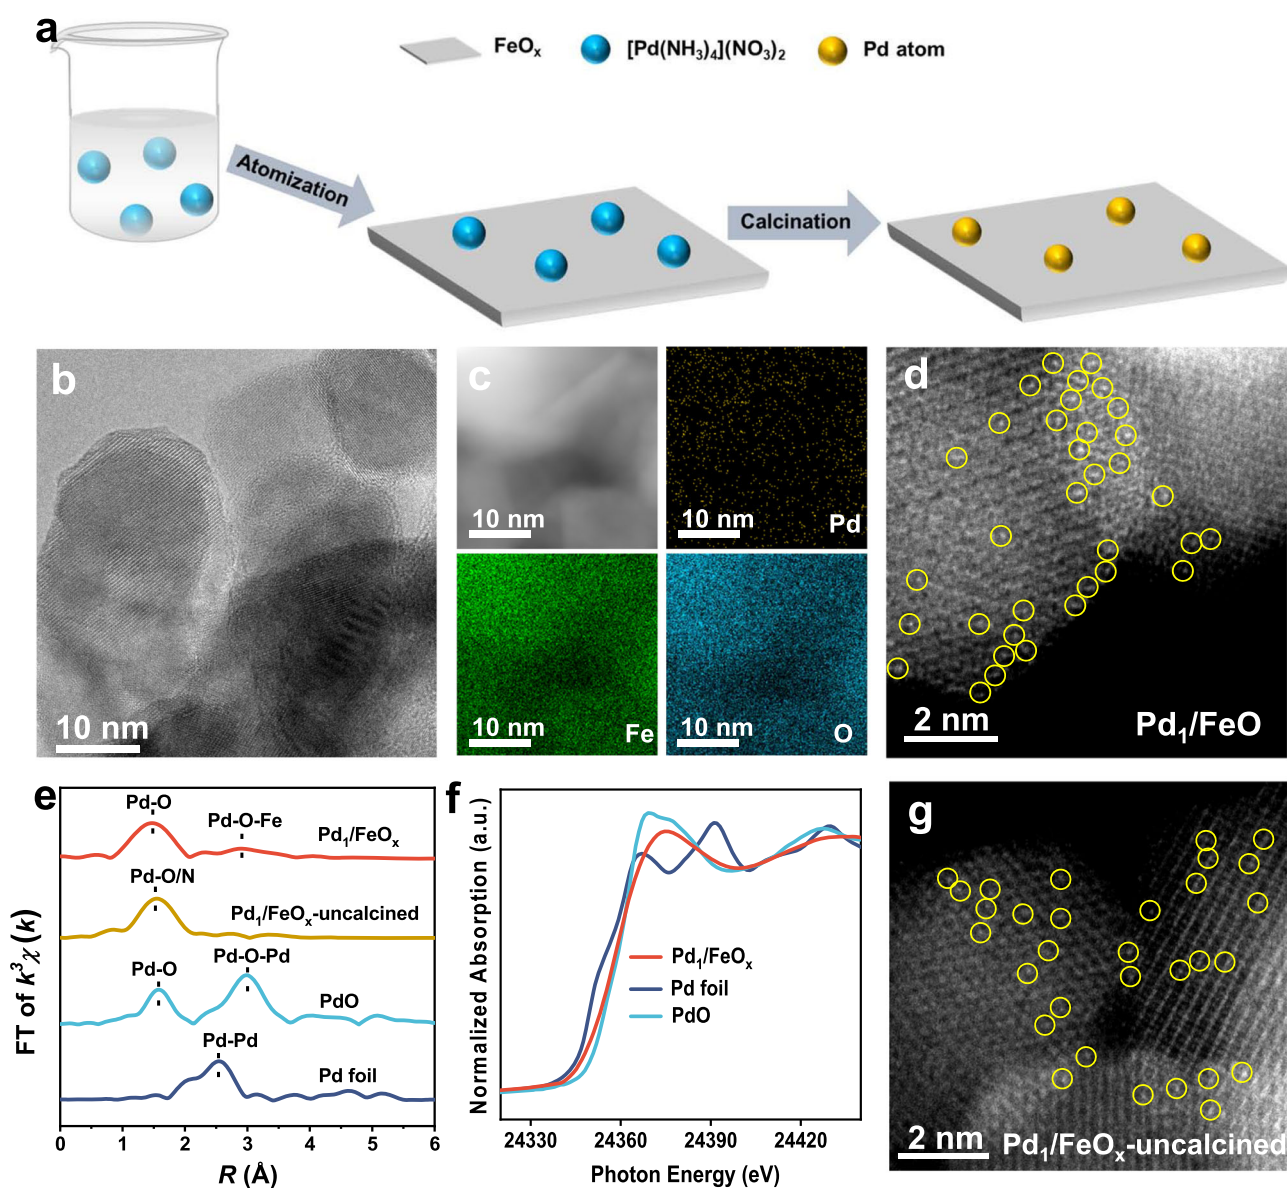 a
FeOₓ
[Pd(NH₃)₄](NO₃)₂
Pd atom
Atomization
Calcination
b
10 nm
c
10 nm
10 nm
Pd
10 nm
Fe
10 nm
O
d
2 nm
Pd₁/FeO
e
Pd-O
Pd-O-Fe
Pd₁/FeOₓ
Pd-O/N
Pd₁/FeOₓ-uncalcined
Pd-O
Pd-O-Pd
PdO
Pd-Pd
Pd foil
FT of k³χ (k)
0 1 2 3 4 5 6
R (Å)
f
Normalized Absorption (a.u.)
Pd₁/FeOₓ
Pd foil
PdO
24330 24360 24390 24420
Photon Energy (eV)
g
2 nm
Pd₁/FeOₓ-uncalcined